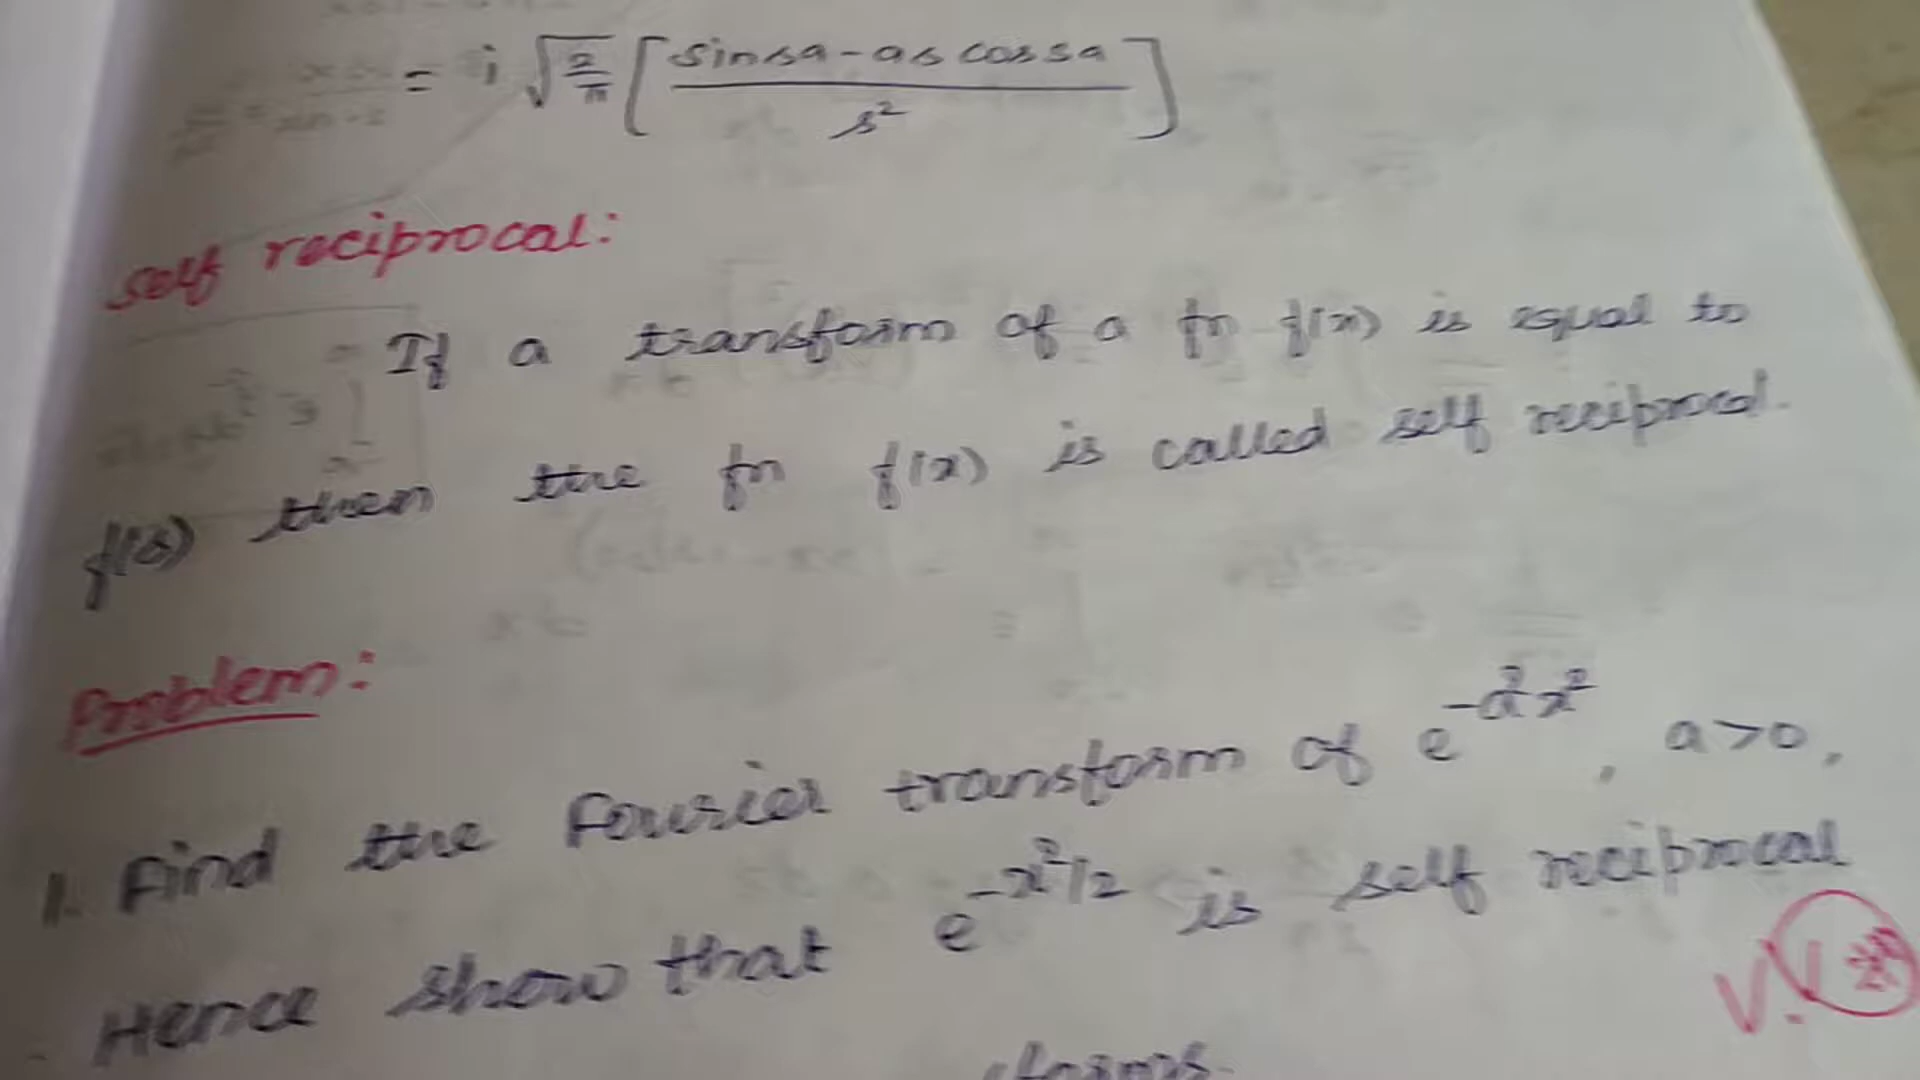 = i √(2/π) [ (sin sa - as cos sa) / s² ]
self reciprocal:
If a transform of a fn f(x) is equal to
f(s) then the fn f(x) is called self reciprocal.
Problem:
1. Find the Fourier transform of e^{-a²x²}, a>0,
Hence show that e^{-x²/2} is self reciprocal